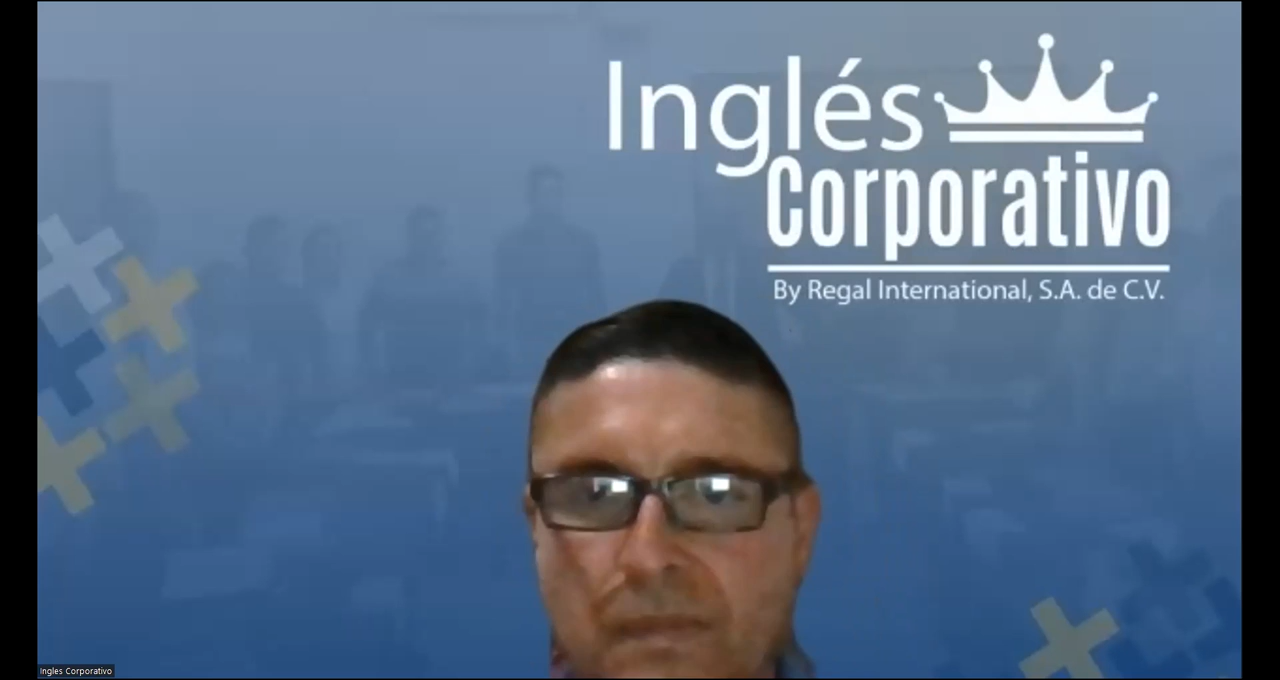 Inglés
Corporativo
By Regal International, S.A. de C.V.
Ingles Corporativo